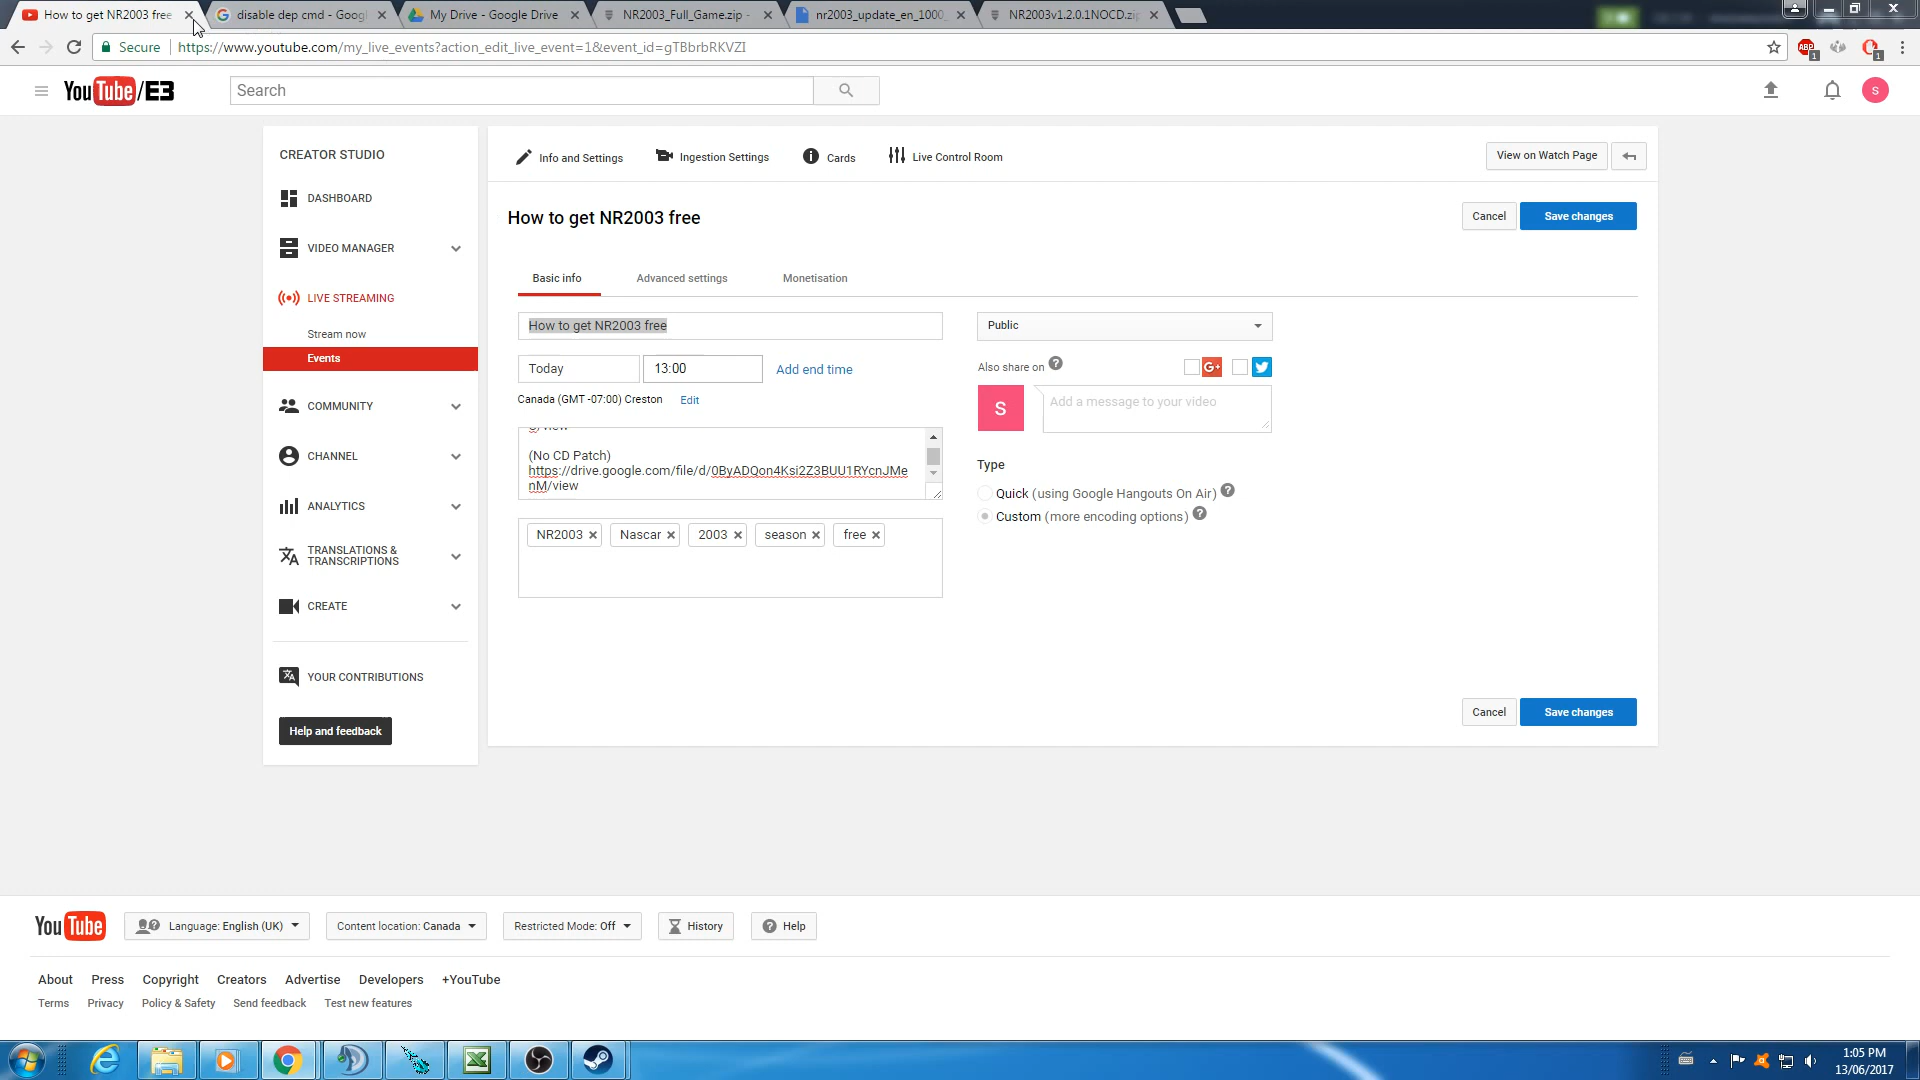 How to get NR2003 free
disable dep cmd - Googl
My Drive - Google Drive
NR2003_Full_Game.zip -
nr2003_update_en_1000_
NR2003v1.2.0.1NOCD.zi
Secure
https://www.youtube.com/my_live_events?action_edit_live_event=1&event_id=gTBbrbRKVZI
ABP
1
1
YouTube/E3
Search
S
CREATOR STUDIO
DASHBOARD
VIDEO MANAGER
LIVE STREAMING
Stream now
Events
COMMUNITY
CHANNEL
ANALYTICS
TRANSLATIONS &
TRANSCRIPTIONS
CREATE
YOUR CONTRIBUTIONS
Help and feedback
Info and Settings
Ingestion Settings
Cards
Live Control Room
View on Watch Page
How to get NR2003 free
Cancel
Save changes
Basic info
Advanced settings
Monetisation
How to get NR2003 free
Today
13:00
Add end time
Canada (GMT -07:00) Creston
Edit
(No CD Patch)
https://drive.google.com/file/d/0ByADQon4Ksi2Z3BUU1RYcnJMe
nM/view
NR2003
Nascar
2003
season
free
Public
Also share on
G+
S
Add a message to your video
Type
Quick (using Google Hangouts On Air)
Custom (more encoding options)
Cancel
Save changes
YouTube
Language: English (UK)
Content location: Canada
Restricted Mode: Off
History
Help
About
Press
Copyright
Creators
Advertise
Developers
+YouTube
Terms
Privacy
Policy & Safety
Send feedback
Test new features
1:05 PM
13/06/2017